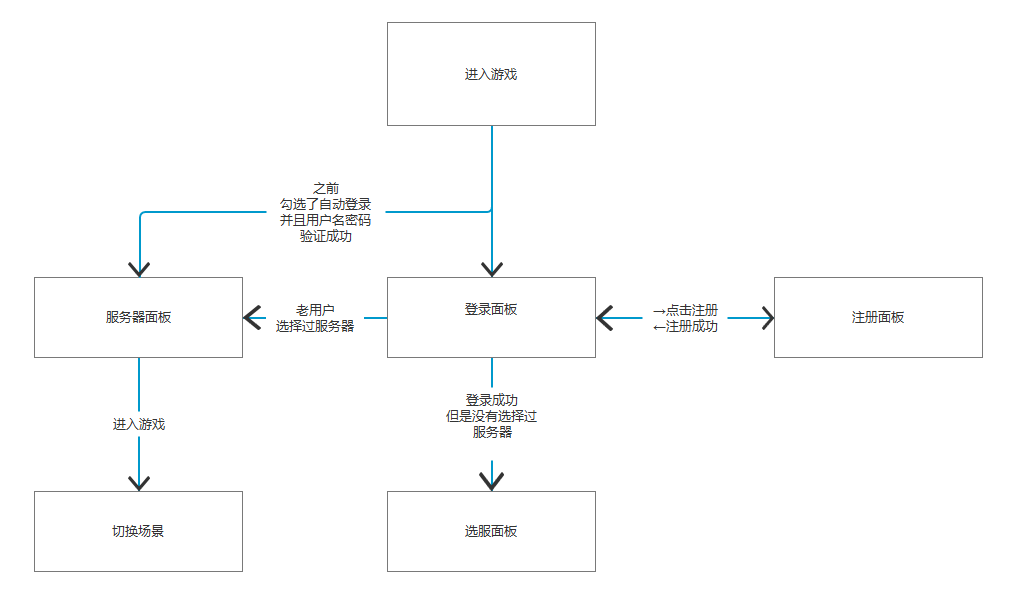 进入游戏
之前
勾选了自动登录
并且用户名密码
验证成功
服务器面板
老用户
选择过服务器
登录面板
→点击注册
←注册成功
注册面板
进入游戏
登录成功
但是没有选择过
服务器
切换场景
选服面板